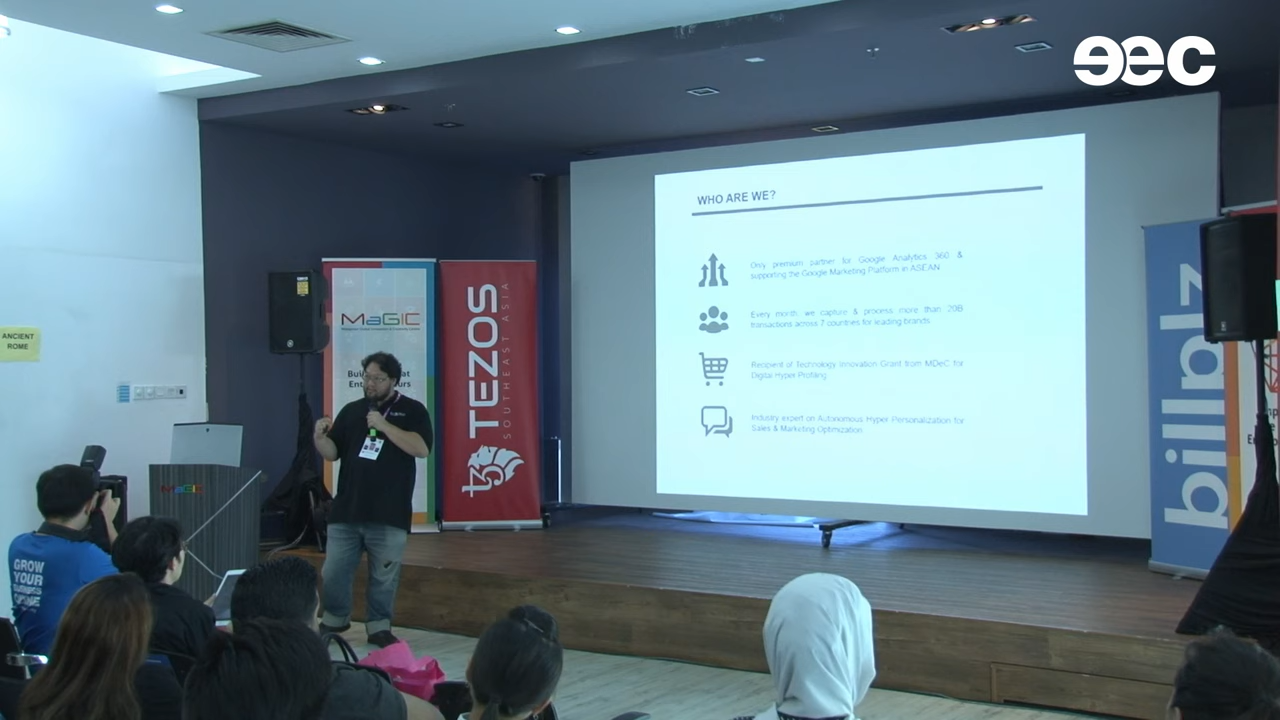 eec
WHO ARE WE?
Only premium partner for Google Analytics 360 &
supporting the Google Marketing Platform in ASEAN
Every month we capture & process more than 20B
transactions across 7 countries for leading brands
Recipient of Technology Innovation Grant from MDeC for
Digital Hyper Profiling
Industry expert on Autonomous Hyper Personalization for
Sales & Marketing Optimization
MaGIC
TEZOS
SOUTHEAST ASIA
billplz
ANCIENT
ROME
MaGIC
GROW
YOUR